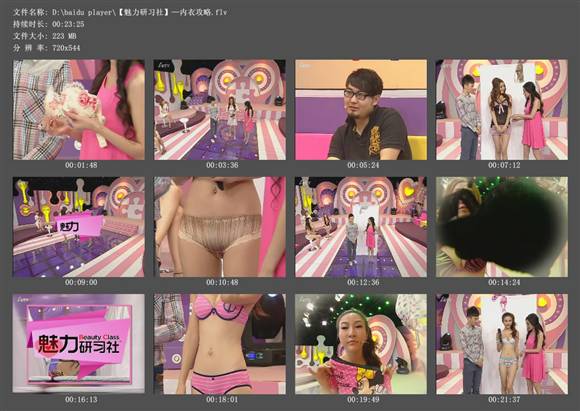 文件名称: D:\baidu player\【魅力研习社】—内衣攻略.flv
持续时长: 00:23:25
文件大小: 223 MB
分 辨 率: 720x544
00:01:48
00:03:36
00:05:24
00:07:12
魅力
00:09:00
00:10:48
00:12:36
00:14:24
Beauty Class
魅力研习社
00:16:13
00:18:01
00:19:49
00:21:37